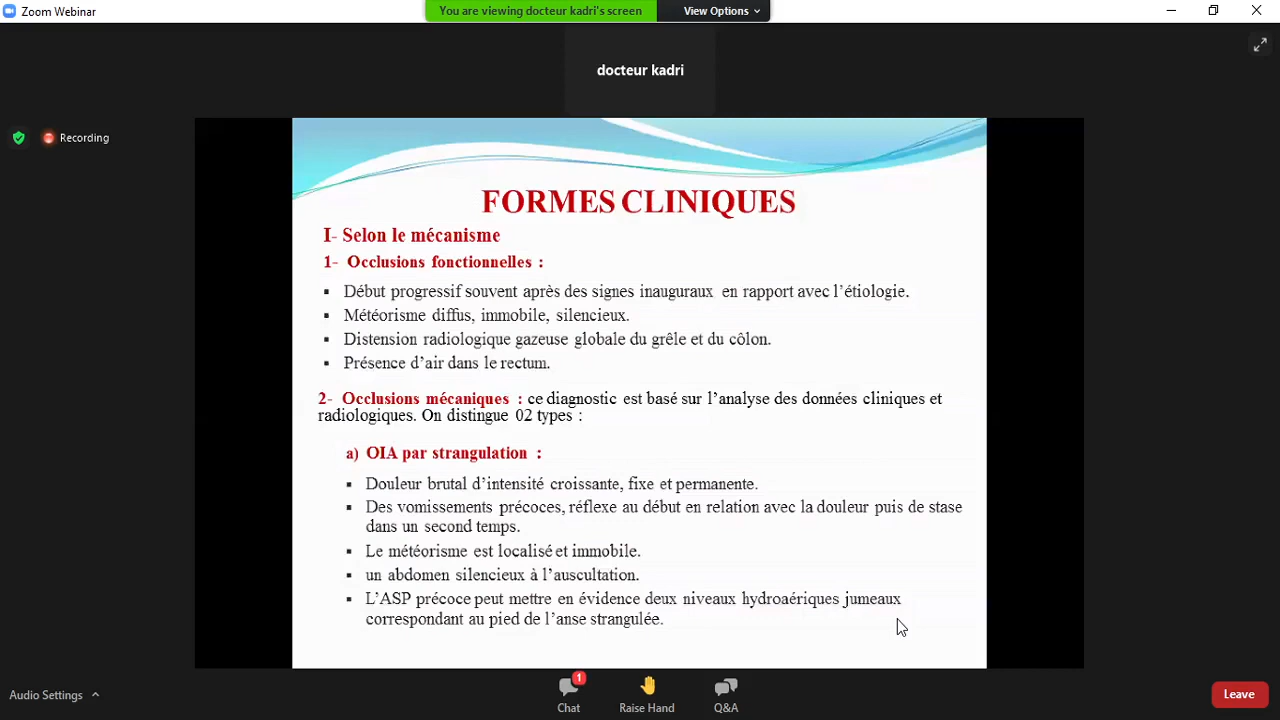 Zoom Webinar
You are viewing docteur kadri's screen
View Options
docteur kadri
Recording
FORMES CLINIQUES
I- Selon le mécanisme
1- Occlusions fonctionnelles :
▪ Début progressif souvent après des signes inauguraux en rapport avec l’étiologie.
▪ Météorisme diffus, immobile, silencieux.
▪ Distension radiologique gazeuse globale du grêle et du côlon.
▪ Présence d’air dans le rectum.
2- Occlusions mécaniques : ce diagnostic est basé sur l’analyse des données cliniques et
radiologiques. On distingue 02 types :
a) OIA par strangulation :
▪ Douleur brutal d’intensité croissante, fixe et permanente.
▪ Des vomissements précoces, réflexe au début en relation avec la douleur puis de stase
dans un second temps.
▪ Le météorisme est localisé et immobile.
▪ un abdomen silencieux à l’auscultation.
▪ L’ASP précoce peut mettre en évidence deux niveaux hydroaériques jumeaux
correspondant au pied de l’anse strangulée.
Audio Settings
1
Chat
Raise Hand
Q&A
Leave